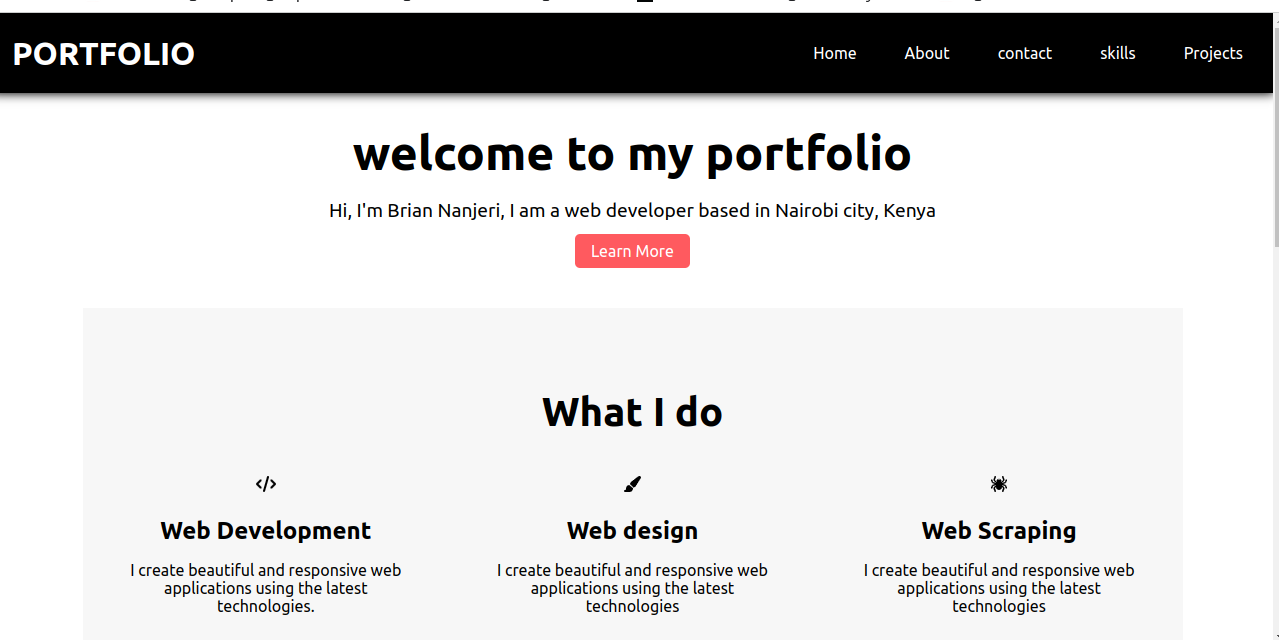 PORTFOLIO
Home About contact skills Projects
welcome to my portfolio
Hi, I'm Brian Nanjeri, I am a web developer based in Nairobi city, Kenya
Learn More
What I do
Web Development
I create beautiful and responsive web
applications using the latest
technologies.
Web design
I create beautiful and responsive web
applications using the latest
technologies
Web Scraping
I create beautiful and responsive web
applications using the latest
technologies